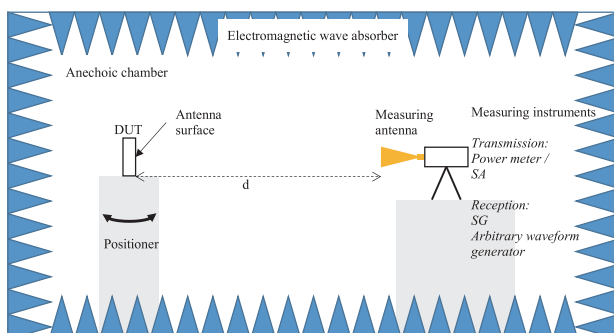 Electromagnetic wave absorber
Anechoic chamber
DUT
Antenna
surface
Measuring
antenna
Measuring instruments
Transmission:
Power meter /
SA
d
Reception:
SG
Arbitrary waveform
generator
Positioner